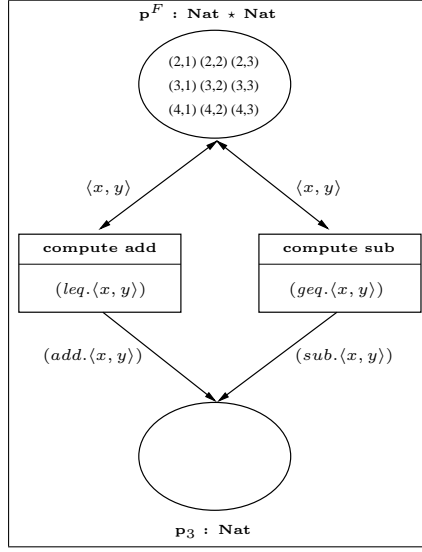 p^F : Nat ⋆ Nat
(2,1) (2,2) (2,3)
(3,1) (3,2) (3,3)
(4,1) (4,2) (4,3)
⟨x, y⟩ ⟨x, y⟩
compute add compute sub
(leq.⟨x, y⟩) (geq.⟨x, y⟩)
(add.⟨x, y⟩) (sub.⟨x, y⟩)
p₃ : Nat